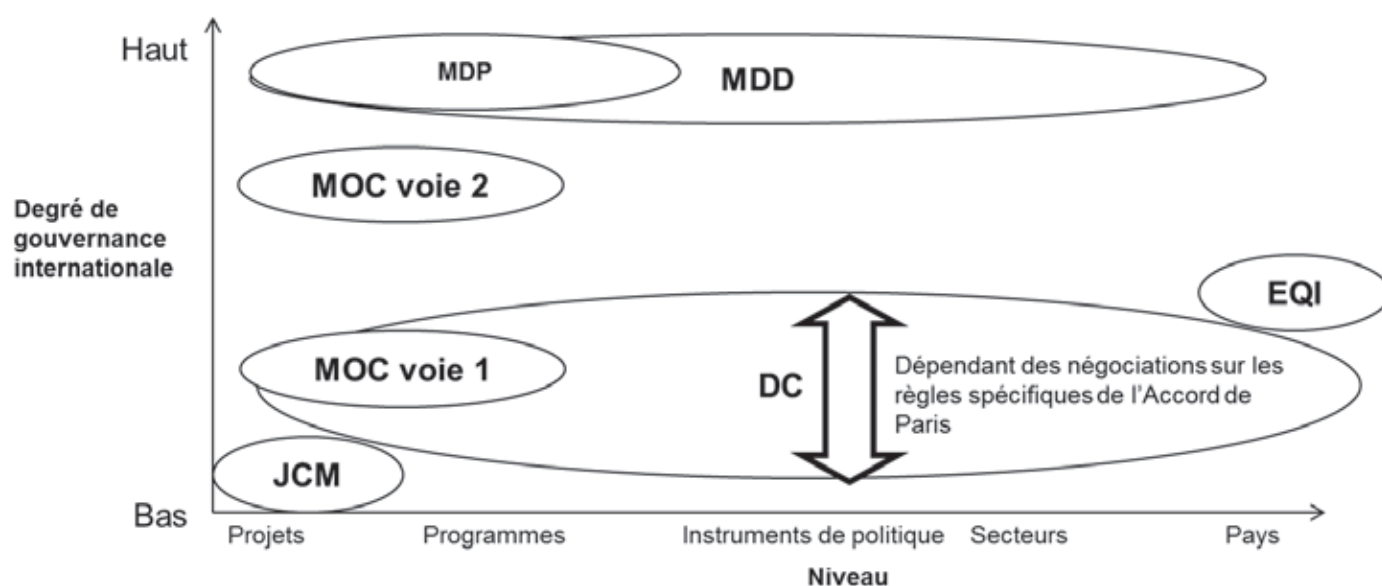 Haut
MDP
MDD
MOC voie 2
Degré de
gouvernance
internationale
EQI
MOC voie 1
DC
Dépendant des négociations sur les
règles spécifiques de l'Accord de
Paris
JCM
Bas
Projets
Programmes
Instruments de politique
Secteurs
Pays
Niveau